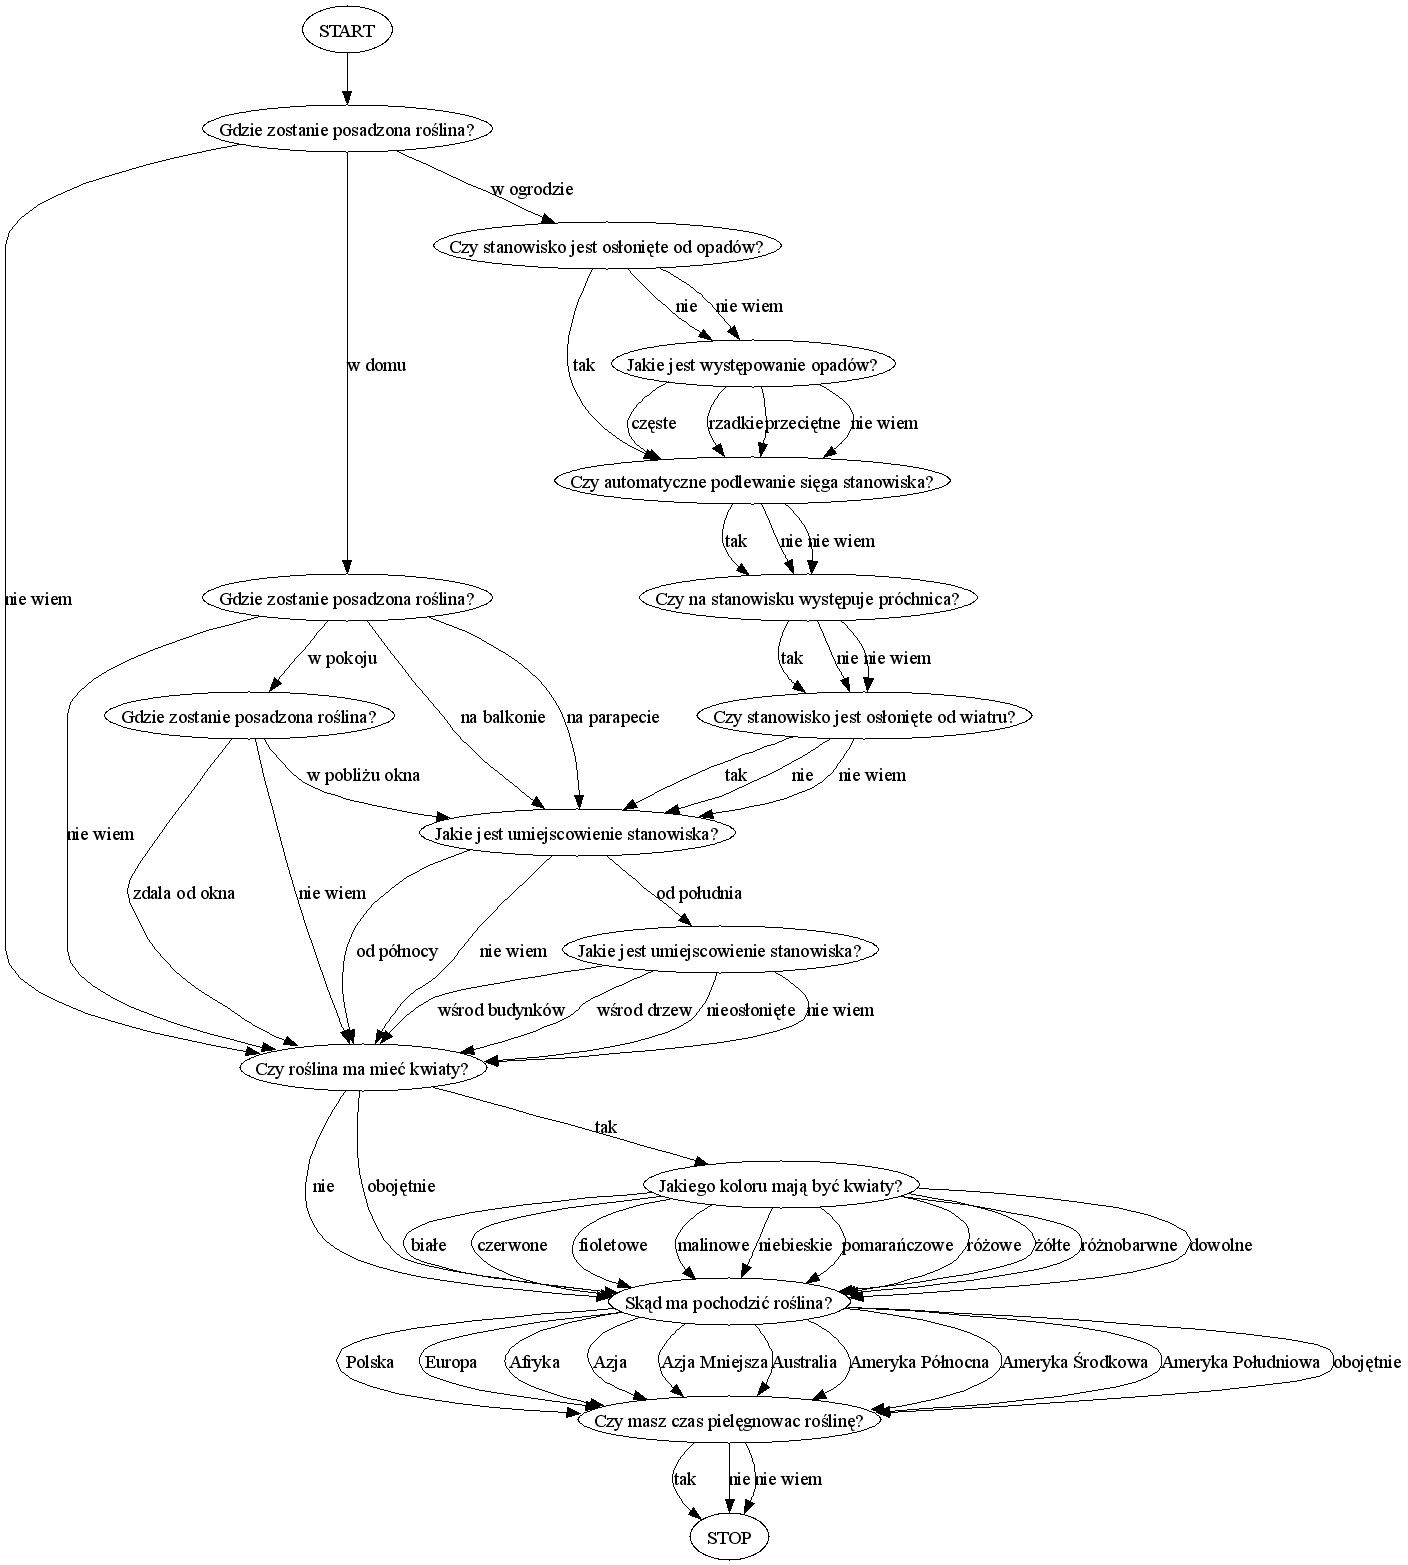 START
Gdzie zostanie posadzona roślina?
w ogrodzie
Czy stanowisko jest osłonięte od opadów?
nie
nie wiem
w domu
tak
Jakie jest występowanie opadów?
częste
rzadkie
przeciętne
nie wiem
Czy automatyczne podlewanie sięga stanowiska?
tak
nie
nie wiem
nie wiem
Gdzie zostanie posadzona roślina?
Czy na stanowisku występuje próchnica?
w pokoju
tak
nie
nie wiem
Gdzie zostanie posadzona roślina?
na balkonie
na parapecie
Czy stanowisko jest osłonięte od wiatru?
w pobliżu okna
tak
nie
nie wiem
nie wiem
Jakie jest umiejscowienie stanowiska?
zdala od okna
nie wiem
od południa
od północy
nie wiem
Jakie jest umiejscowienie stanowiska?
wśrod budynków
wśrod drzew
nieosłonięte
nie wiem
Czy roślina ma mieć kwiaty?
tak
nie
obojętnie
Jakiego koloru mają być kwiaty?
białe
czerwone
fioletowe
malinowe
niebieskie
pomarańczowe
różowe
żółte
różnobarwne
dowolne
Skąd ma pochodzić roślina?
Polska
Europa
Afryka
Azja
Azja Mniejsza
Australia
Ameryka Północna
Ameryka Środkowa
Ameryka Południowa
obojętnie
Czy masz czas pielęgnowac roślinę?
tak
nie
nie wiem
STOP